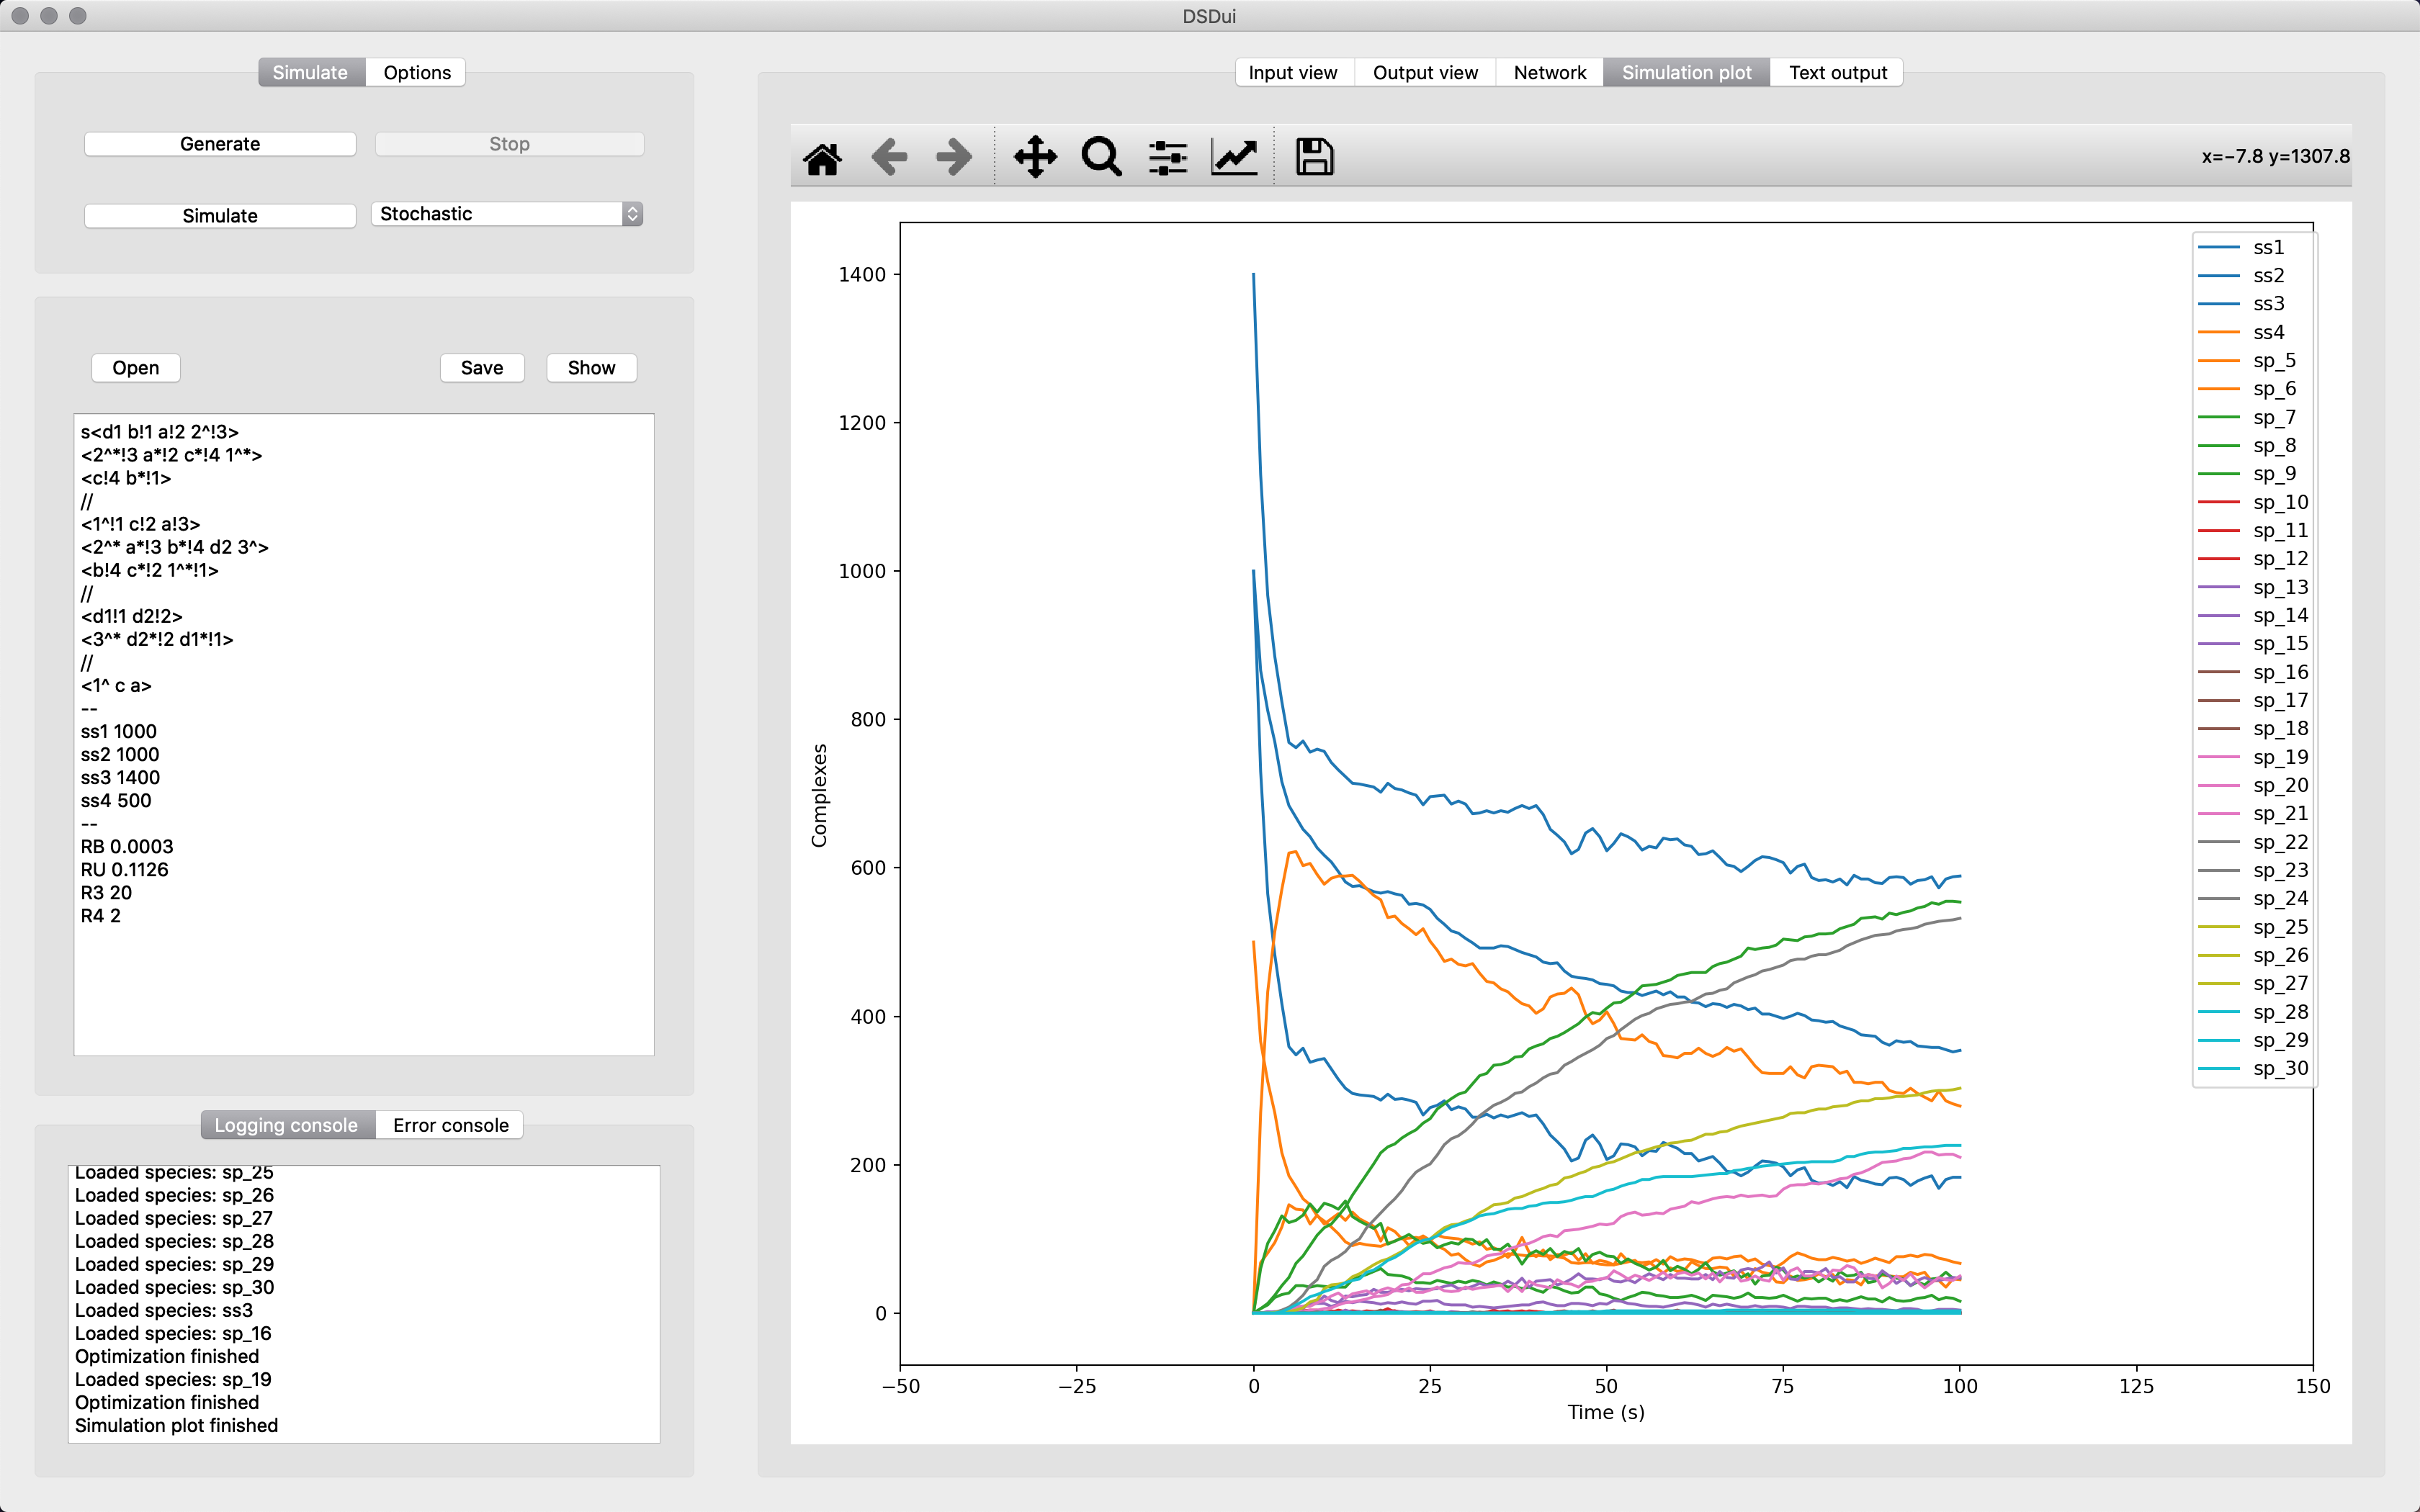 DSDui
Simulate Options
Generate Stop
Simulate Stochastic
Open Save Show
s<d1 b!1 a!2 2^!3>
<2^*!3 a*!2 c*!4 1^*>
<c!4 b*!1>
//
<1^!1 c!2 a!3>
<2^* a*!3 b*!4 d2 3^>
<b!4 c*!2 1^*!1>
//
<d1!1 d2!2>
<3^* d2*!2 d1*!1>
//
<1^ c a>
--
ss1 1000
ss2 1000
ss3 1400
ss4 500
--
RB 0.0003
RU 0.1126
R3 20
R4 2
Logging console Error console
Loaded species: sp_25
Loaded species: sp_26
Loaded species: sp_27
Loaded species: sp_28
Loaded species: sp_29
Loaded species: sp_30
Loaded species: ss3
Loaded species: sp_16
Optimization finished
Loaded species: sp_19
Optimization finished
Simulation plot finished
Input view Output view Network Simulation plot Text output
x=−7.8 y=1307.8
1400
1200
1000
800
600
400
200
0
Complexes
−50 −25 0 25 50 75 100 125 150
Time (s)
ss1
ss2
ss3
ss4
sp_5
sp_6
sp_7
sp_8
sp_9
sp_10
sp_11
sp_12
sp_13
sp_14
sp_15
sp_16
sp_17
sp_18
sp_19
sp_20
sp_21
sp_22
sp_23
sp_24
sp_25
sp_26
sp_27
sp_28
sp_29
sp_30